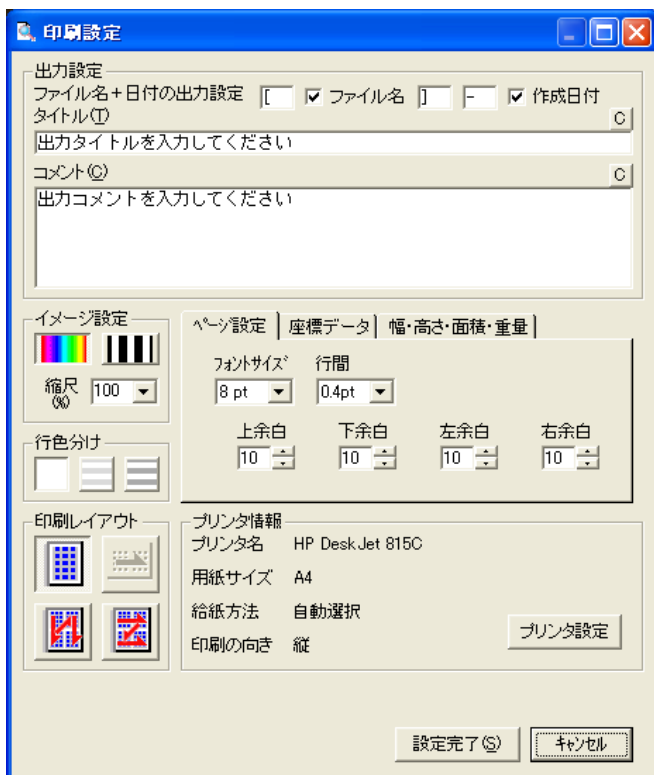 印刷設定
出力設定
ファイル名+日付の出力設定 [ ファイル名 ] - 作成日付
タイトル(T) C
出力タイトルを入力してください
コメント(C) C
出力コメントを入力してください
イメージ設定
縮尺(%) 100
行色分け
ページ設定 座標データ 幅・高さ・面積・重量
フォントサイズ 行間
8 pt 0.4pt
上余白 下余白 左余白 右余白
10 10 10 10
印刷レイアウト
プリンタ情報
プリンタ名 HP DeskJet 815C
用紙サイズ A4
給紙方法 自動選択
印刷の向き 縦
プリンタ設定
設定完了(S) キャンセル